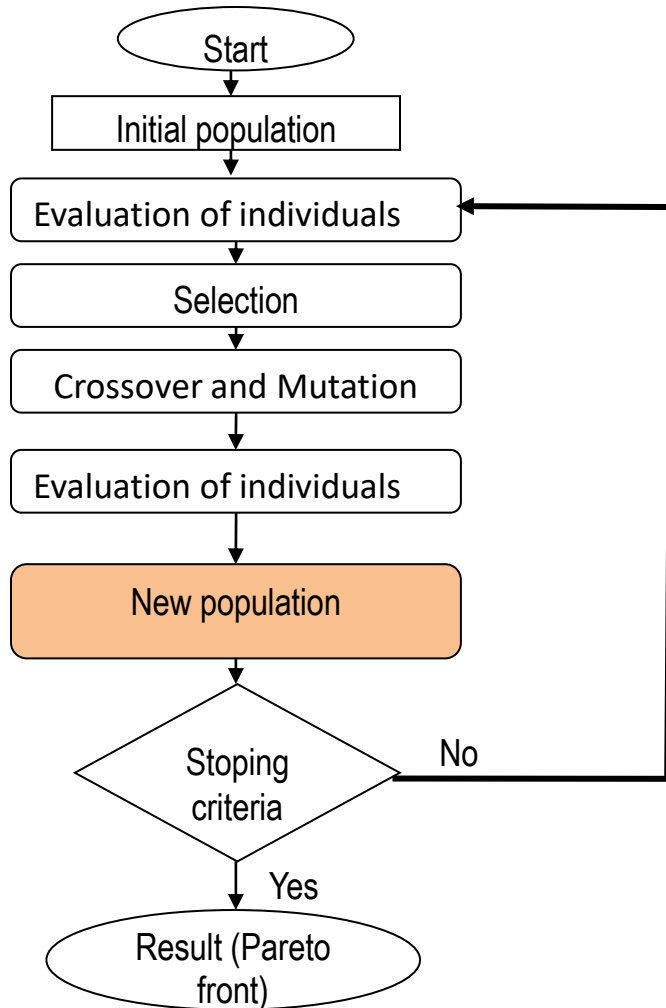 Start
Initial population
Evaluation of individuals
Selection
Crossover and Mutation
Evaluation of individuals
New population
Stoping
criteria
No
Yes
Result (Pareto
front)